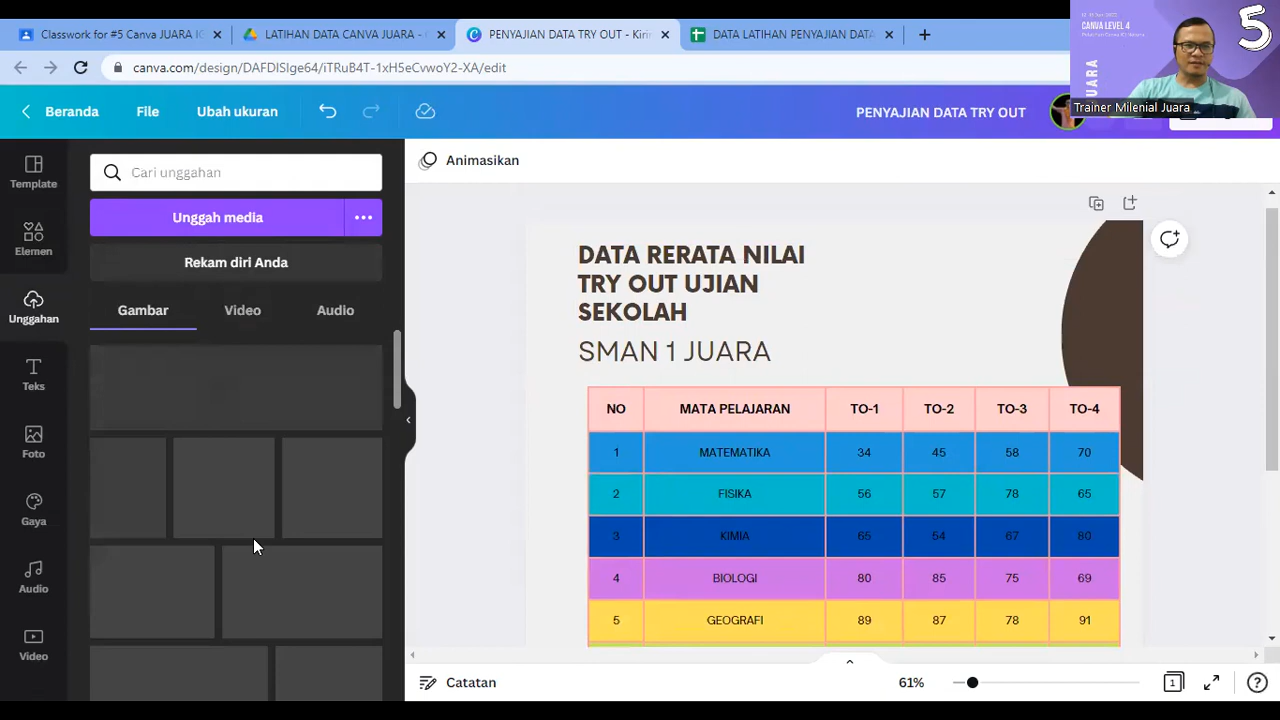 Classwork for #5 Canva JUARA K
LATIHAN DATA CANVA JUARA -
PENYAJIAN DATA TRY OUT - Kim
DATA LATIHAN PENYAJIAN DATA
canva.com/design/DAFDISIge64/iTRuB4T-1xH5eCvwoY2-XA/edit
CANVA LEVEL 4
5
JUARA
Trainer Milenial Juara
Beranda
File
Ubah ukuran
PENYAJIAN DATA TRY OUT
Template
Elemen
Unggahan
Teks
Foto
Gaya
Audio
Video
Cari unggahan
Unggah media
Rekam diri Anda
Gambar Video Audio
Animasikan
DATA RERATA NILAI
TRY OUT UJIAN
SEKOLAH
SMAN 1 JUARA
NO MATA PELAJARAN TO-1 TO-2 TO-3 TO-4
1 MATEMATIKA 34 45 58 70
2 FISIKA 56 57 78 65
3 KIMIA 65 54 67 80
4 BIOLOGI 80 85 75 69
5 GEOGRAFI 89 87 78 91
Catatan
61%
1